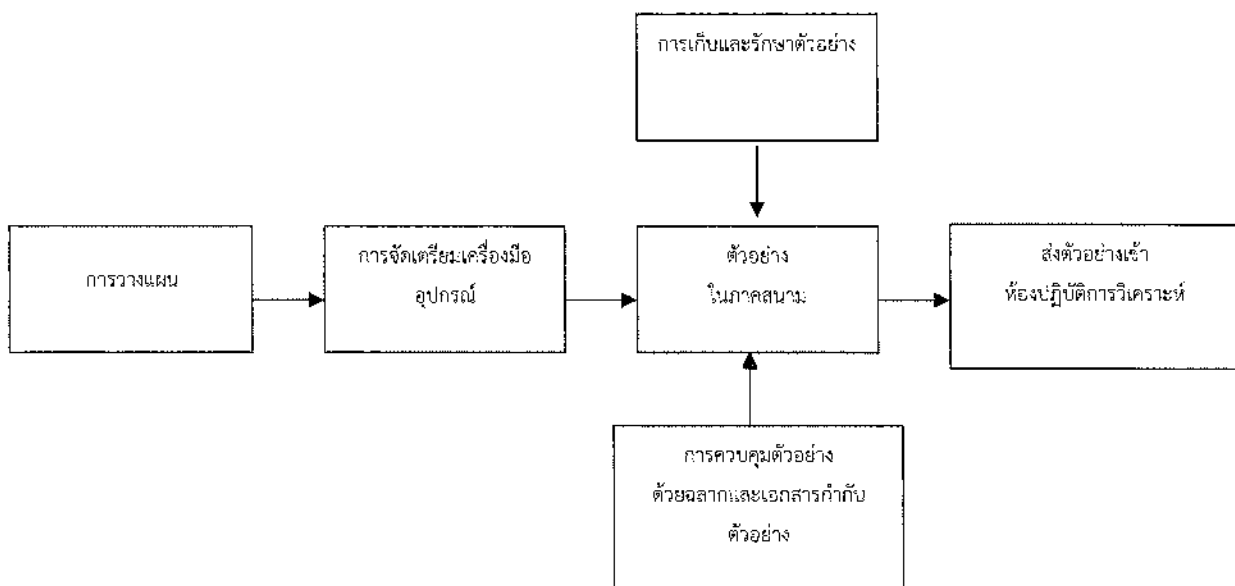 การเก็บและรักษาตัวอย่าง
การวางแผน
การจัดเตรียมเครื่องมือ
อุปกรณ์
ตัวอย่าง
ในภาคสนาม
ส่งตัวอย่างเข้า
ห้องปฏิบัติการวิเคราะห์
การควบคุมตัวอย่าง
ด้วยฉลากและเอกสารกำกับ
ตัวอย่าง